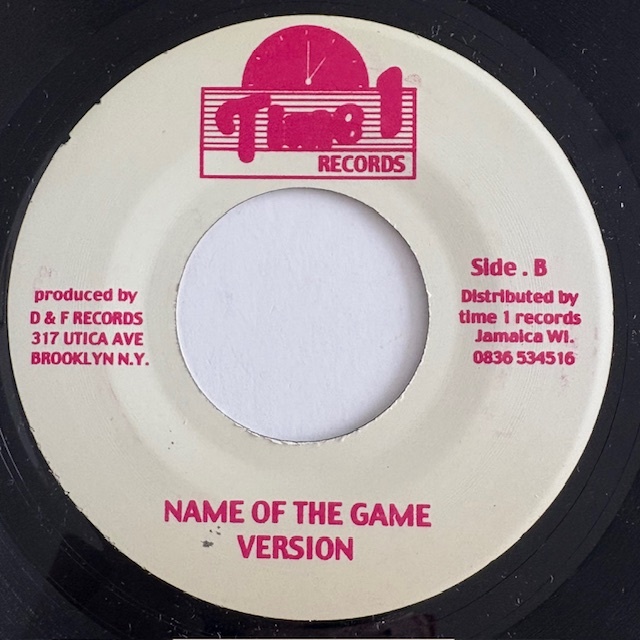 Time 1
RECORDS
Side . B
produced by
D & F RECORDS
317 UTICA AVE
BROOKLYN N.Y.
Distributed by
time 1 records
Jamaica WI.
0836 534516
NAME OF THE GAME
VERSION